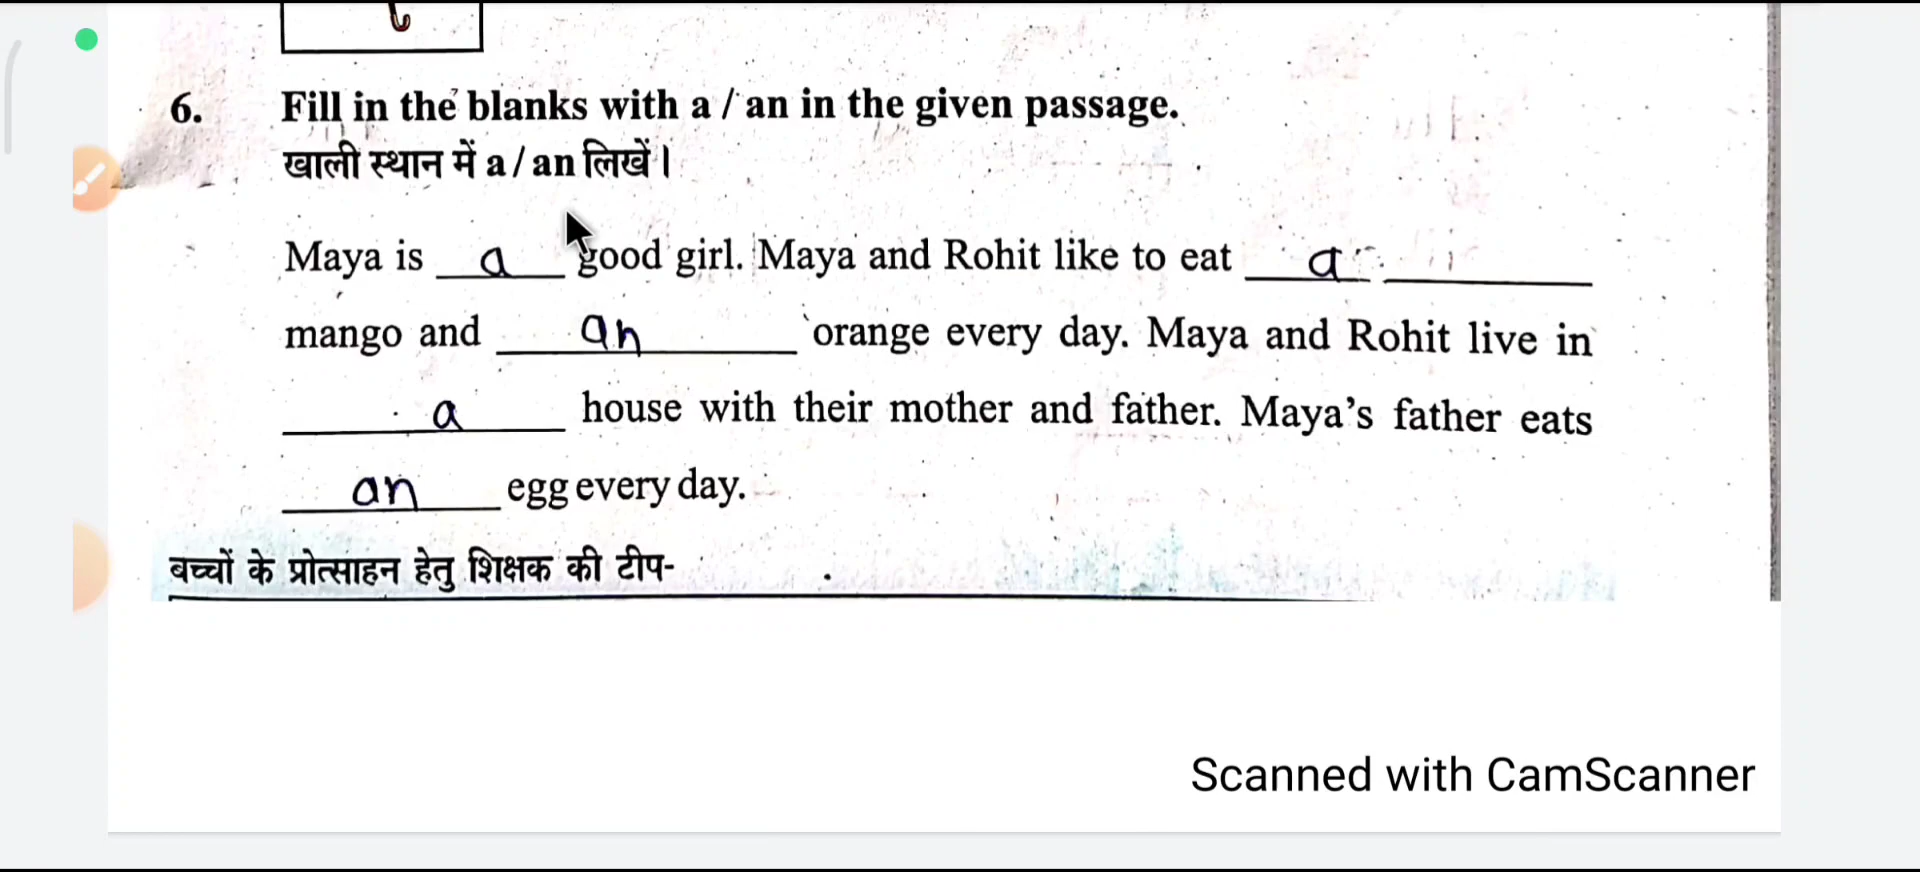 6. Fill in the blanks with a / an in the given passage.
खाली स्थान में a / an लिखें।
Maya is a good girl. Maya and Rohit like to eat a
mango and an orange every day. Maya and Rohit live in
a house with their mother and father. Maya's father eats
an egg every day.
बच्चों के प्रोत्साहन हेतु शिक्षक की टीप-
Scanned with CamScanner